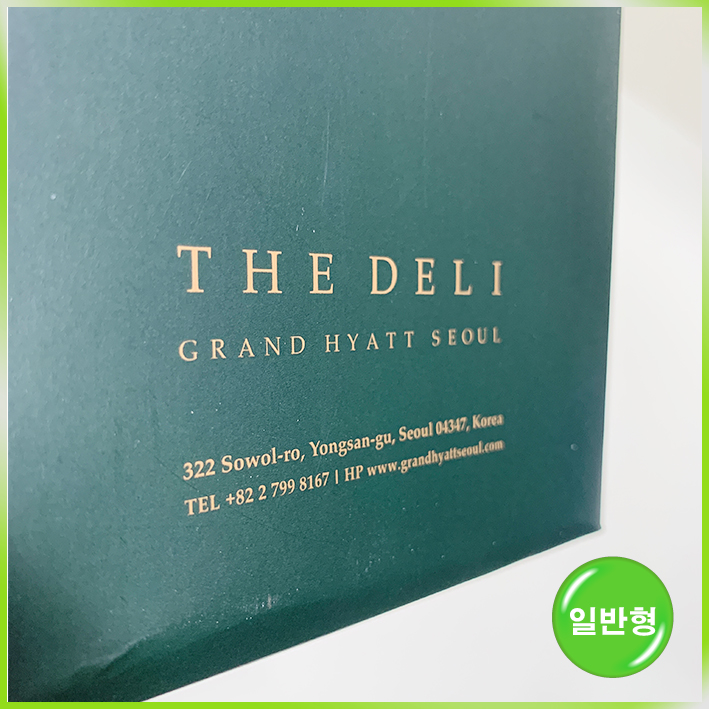 THE DELI
GRAND HYATT SEOUL
322 Sowol-ro, Yongsan-gu, Seoul 04347, Korea
TEL +82 2 799 8167 | HP www.grandhyattseoul.com
일반형